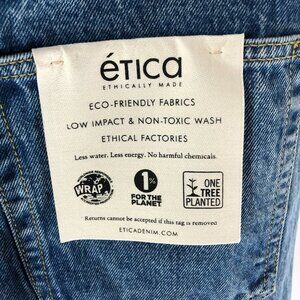 ética
ETHICALLY MADE
ECO-FRIENDLY FABRICS
LOW IMPACT & NON-TOXIC WASH
ETHICAL FACTORIES
Less water. Less energy. No harmful chemicals.
WRAP
1%
FOR THE
PLANET
ONE
TREE
PLANTED
Returns cannot be accepted if this tag is removed
ETICADENIM.COM